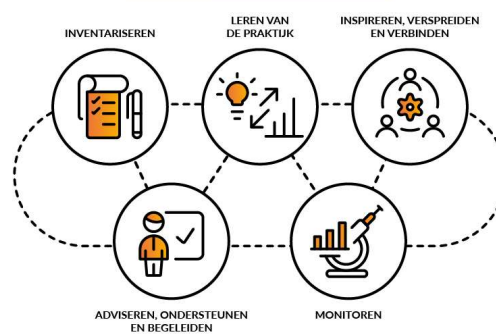 INVENTARISEREN
LEREN VAN
DE PRAKTIJK
INSPIREREN, VERSPREIDEN
EN VERBINDEN
ADVISEREN, ONDERSTEUNEN
EN BEGELEIDEN
MONITOREN